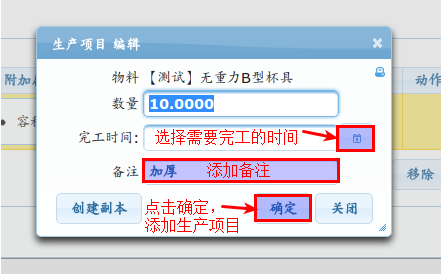 生产项目 编辑
物料 【测试】无重力B型杯具
附加
动作
数量 10.0000
完工时间: 选择需要完工的时间
移除
备注 加厚 添加备注
创建副本 点击确定, 确定 关闭
添加生产项目